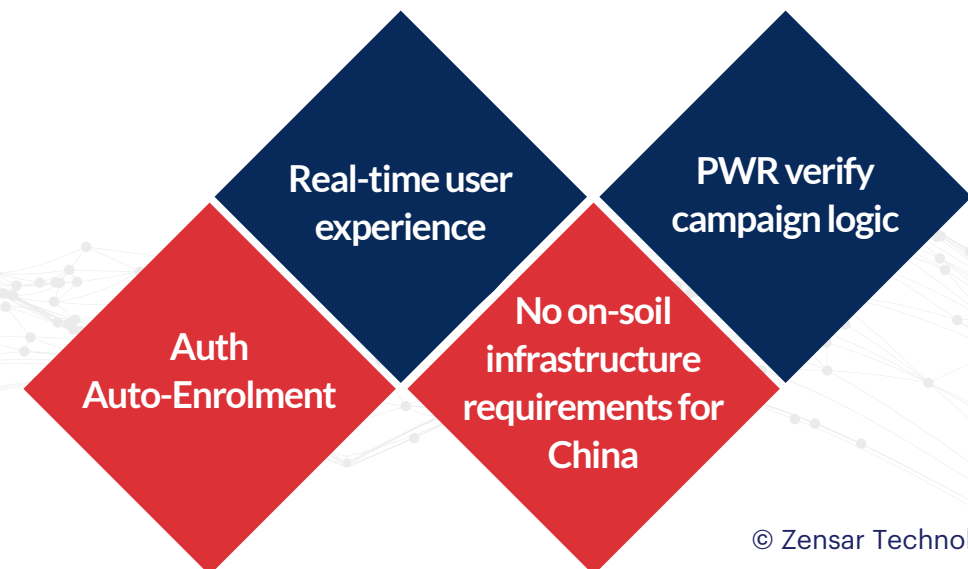 Real-time user
experience
PWR verify
campaign logic
Auth
Auto-Enrolment
No on-soil
infrastructure
requirements for
China
© Zensar